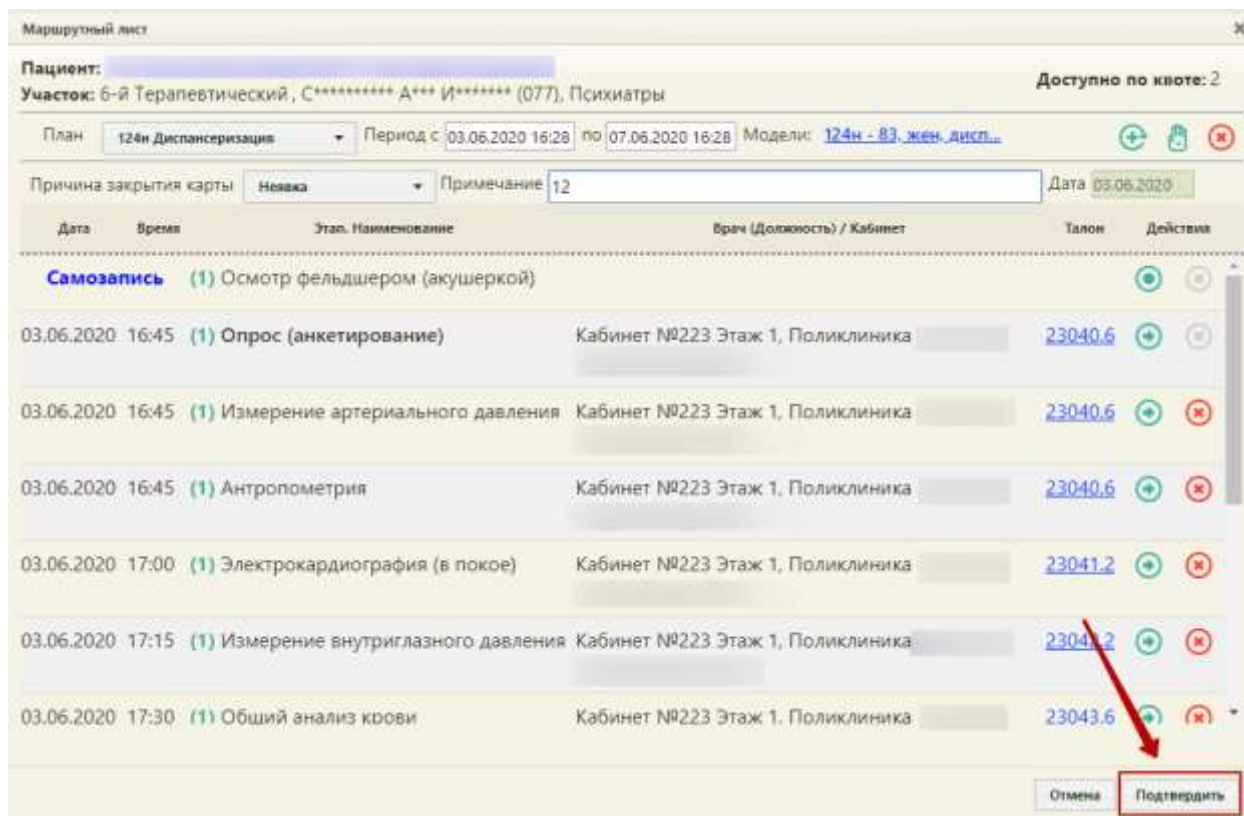 Маршрутный лист
Пациент:
Доступно по квоте: 2
Участок: 6-й Терапевтический , С********** А*** И******* (077), Психиатры
План 124н Диспансеризация Период с 03.06.2020 16:28 по 07.06.2020 16:28 Модели: 124н - 83, жен, дисп...
Причина закрытия карты Неявка Примечание 12 Дата 03.06.2020
Дата Время Этап. Наименование Врач (Должность) / Кабинет Талон Действия
Самозапись (1) Осмотр фельдшером (акушеркой)
03.06.2020 16:45 (1) Опрос (анкетирование) Кабинет №223 Этаж 1, Поликлиника 23040.6
03.06.2020 16:45 (1) Измерение артериального давления Кабинет №223 Этаж 1, Поликлиника 23040.6
03.06.2020 16:45 (1) Антропометрия Кабинет №223 Этаж 1, Поликлиника 23040.6
03.06.2020 17:00 (1) Электрокардиография (в покое) Кабинет №223 Этаж 1, Поликлиника 23041.2
03.06.2020 17:15 (1) Измерение внутриглазного давления Кабинет №223 Этаж 1, Поликлиника
03.06.2020 17:30 (1) Общий анализ крови Кабинет №223 Этаж 1. Поликлиника 23043.6
Отмена Подтвердить